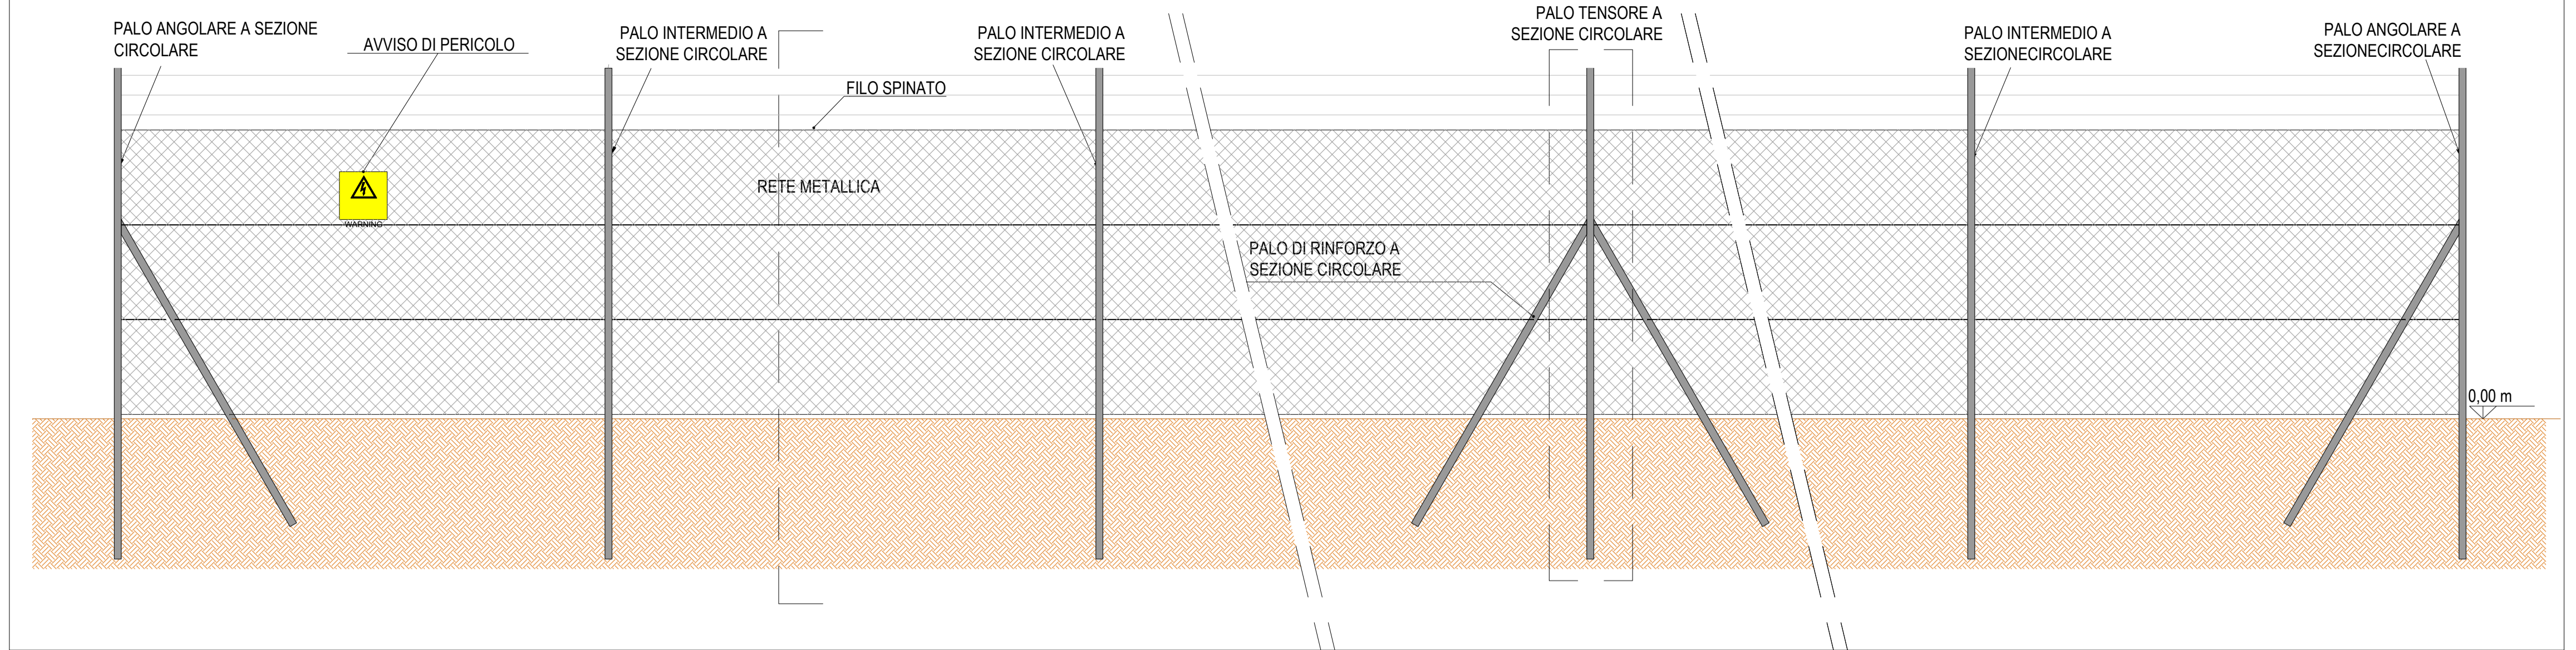 PALO ANGOLARE A SEZIONE
CIRCOLARE
AVVISO DI PERICOLO
PALO INTERMEDIO A
SEZIONE CIRCOLARE
FILO SPINATO
PALO INTERMEDIO A
SEZIONE CIRCOLARE
PALO TENSORE A
SEZIONE CIRCOLARE
PALO INTERMEDIO A
SEZIONECIRCOLARE
PALO ANGOLARE A
SEZIONECIRCOLARE
RETE METALLICA
WARNING
PALO DI RINFORZO A
SEZIONE CIRCOLARE
0,00 m